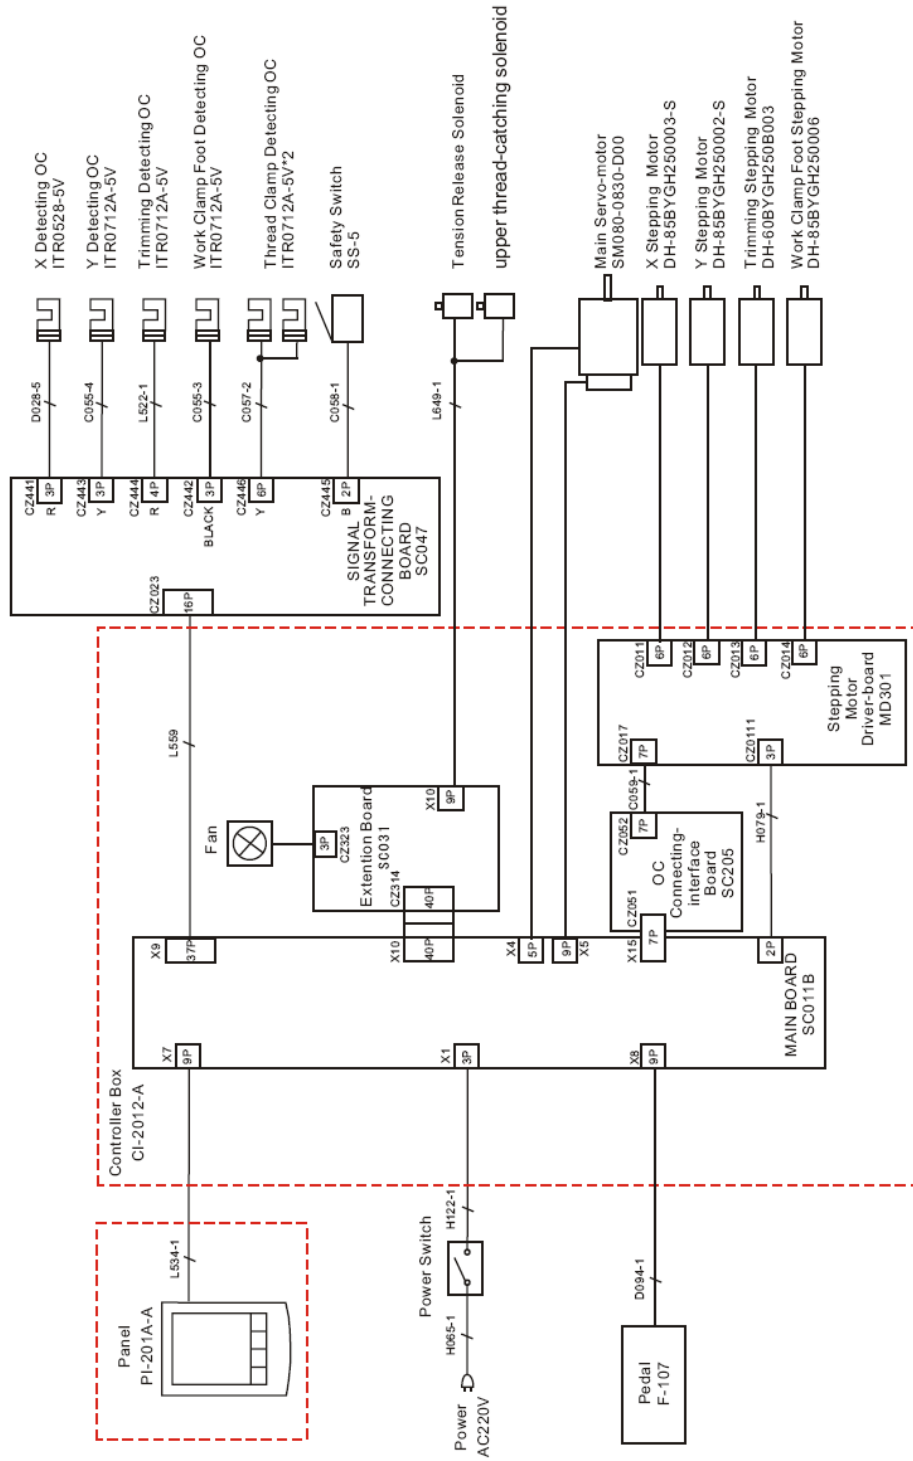 X Detecting OC
ITR0528-5V
Y Detecting OC
ITR0712A-5V
Trimming Detecting OC
ITR0712A-5V
Work Clamp Foot Detecting OC
ITR0712A-5V
Thread Clamp Detecting OC
ITR0712A-5V*2
Safety Switch
SS-5
Tension Release Solenoid
upper thread-catching solenoid
Main Servo-motor
SM080-0830-D00
X Stepping Motor
DH-85BYGH250003-S
Y Stepping Motor
DH-85BYGH250002-S
Trimming Stepping Motor
DH-60BYGH250B003
Work Clamp Foot Stepping Motor
DH-85BYGH250006
D028-5
C055-4
L522-1
C055-3
C057-2
C058-1
L649-1
CZ441
3P
R
CZ443
3P
Y
CZ444
4P
R
CZ442
3P
BLACK
CZ446
6P
Y
CZ445
2P
B
SIGNAL
TRANSFORM-
CONNECTING
BOARD
SC047
CZ023
16P
L559
CZ011
6P
CZ012
6P
CZ013
6P
CZ014
6P
Stepping
Motor
Driver-board
MD301
CZ017
7P
CZ0111
3P
C059-1
H079-1
Fan
3P
CZ323
Extention Board
SC031
X10
9P
CZ314
40P
CZ052
7P
OC
Connecting-
interface
Board
SC205
CZ051
X9
37P
X10
40P
X4
5P
9P
X5
X15
7P
2P
MAIN BOARD
SC011B
X7
9P
X1
3P
X8
9P
Controller Box
CI-2012-A
L534-1
H122-1
Power Switch
H065-1
D094-1
Panel
PI-201A-A
Power
AC220V
Pedal
F-107